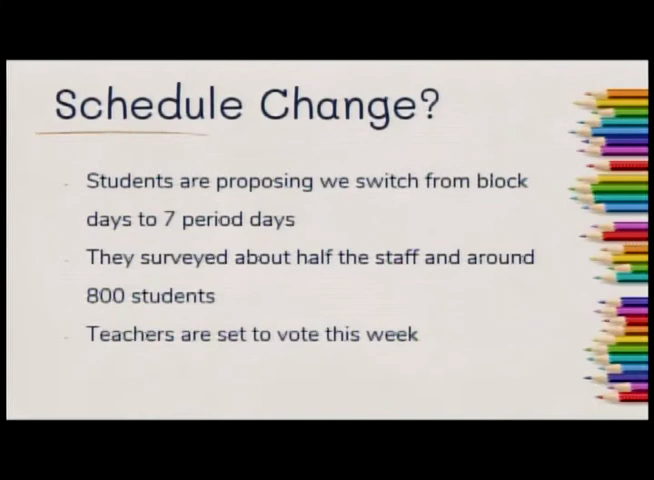 Schedule Change?
- Students are proposing we switch from block
days to 7 period days
- They surveyed about half the staff and around
800 students
- Teachers are set to vote this week